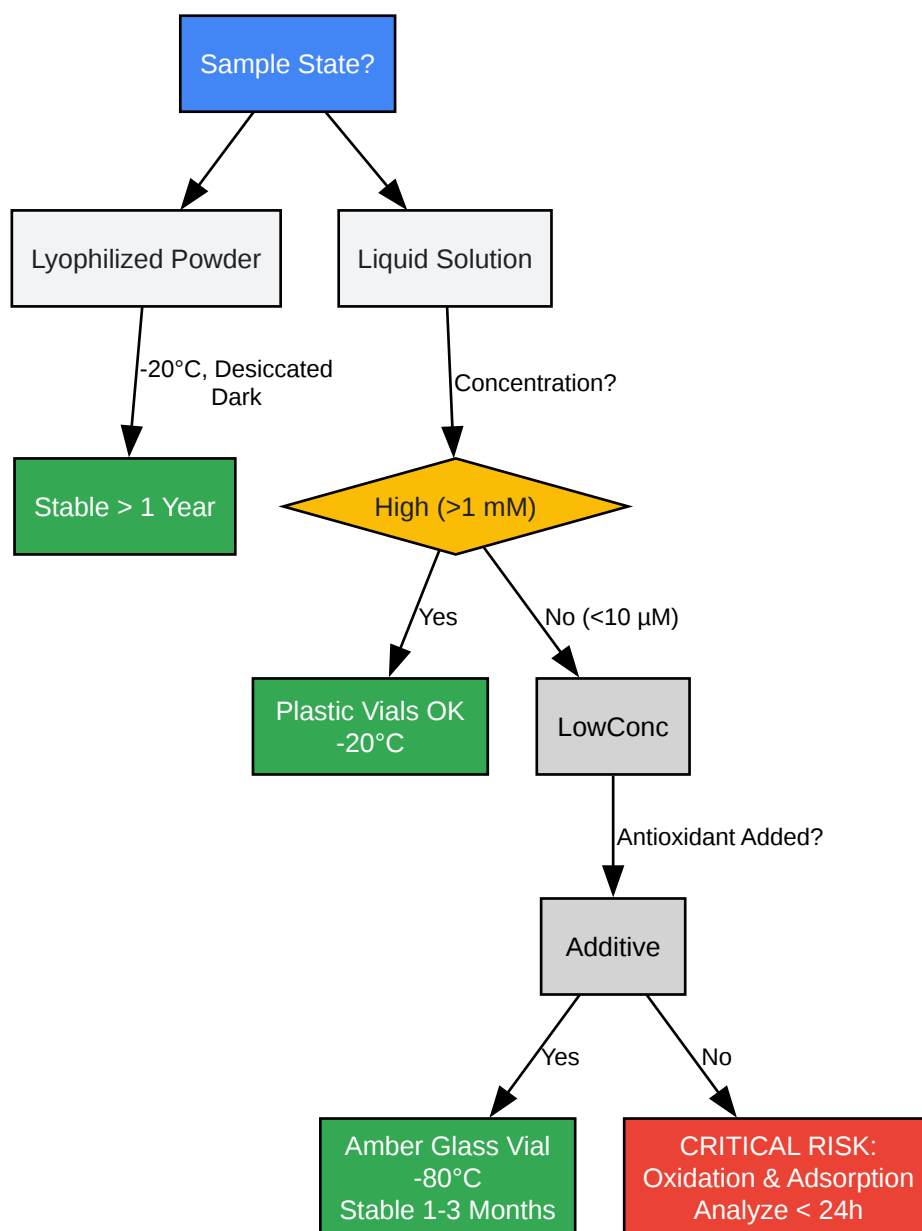 Sample State?
Lyophilized Powder
Liquid Solution
-20°C, Desiccated
Dark
Concentration?
Stable > 1 Year
High (>1 mM)
Yes
No (<10 µM)
Plastic Vials OK
-20°C
LowConc
Antioxidant Added?
Additive
Yes
No
Amber Glass Vial
-80°C
Stable 1-3 Months
CRITICAL RISK:
Oxidation & Adsorption
Analyze < 24h